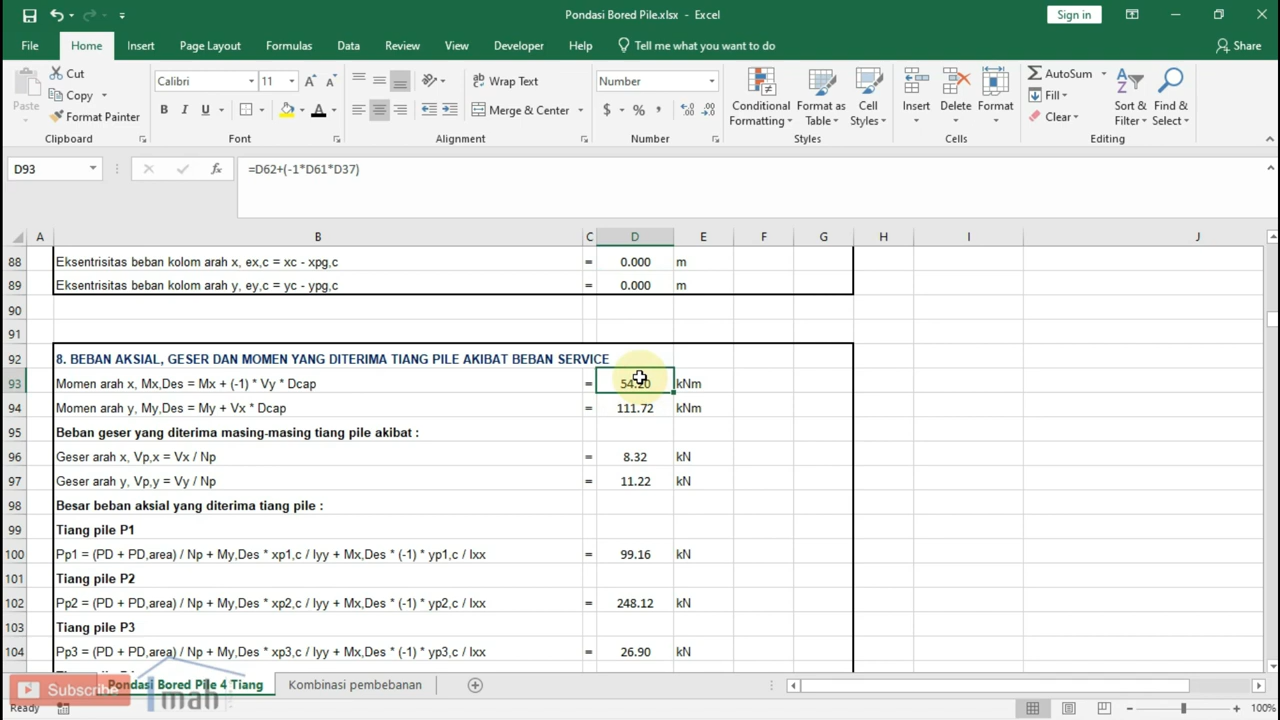 Pondasi Bored Pile.xlsx - Excel
Sign in
File Home Insert Page Layout Formulas Data Review View Developer Help Tell me what you want to do Share
Paste
Cut
Copy
Format Painter
Clipboard
Calibri 11
B I U
Font
Wrap Text
Merge & Center
Alignment
Number
$ % ,
Number
Conditional Formatting
Format as Table
Cell Styles
Styles
Insert Delete Format
Cells
AutoSum
Fill
Clear
Sort & Filter
Find & Select
Editing
D93 fx =D62+(-1*D61*D37)
A B C D E F G H I J
88 Eksentrisitas beban kolom arah x, ex,c = xc - xpg,c = 0.000 m
89 Eksentrisitas beban kolom arah y, ey,c = yc - ypg,c = 0.000 m
90
91
92 8. BEBAN AKSIAL, GESER DAN MOMEN YANG DITERIMA TIANG PILE AKIBAT BEBAN SERVICE
93 Momen arah x, Mx,Des = Mx + (-1) * Vy * Dcap = 54.20 kNm
94 Momen arah y, My,Des = My + Vx * Dcap = 111.72 kNm
95 Beban geser yang diterima masing-masing tiang pile akibat :
96 Geser arah x, Vp,x = Vx / Np = 8.32 kN
97 Geser arah y, Vp,y = Vy / Np = 11.22 kN
98 Besar beban aksial yang diterima tiang pile :
99 Tiang pile P1
100 Pp1 = (PD + PD,area) / Np + My,Des * xp1,c / Iyy + Mx,Des * (-1) * yp1,c / Ixx = 99.16 kN
101 Tiang pile P2
102 Pp2 = (PD + PD,area) / Np + My,Des * xp2,c / Iyy + Mx,Des * (-1) * yp2,c / Ixx = 248.12 kN
103 Tiang pile P3
104 Pp3 = (PD + PD,area) / Np + My,Des * xp3,c / Iyy + Mx,Des * (-1) * yp3,c / Ixx = 26.90 kN
Subscribe
Imah
Pondasi Bored Pile 4 Tiang Kombinasi pembebanan
Ready 100%